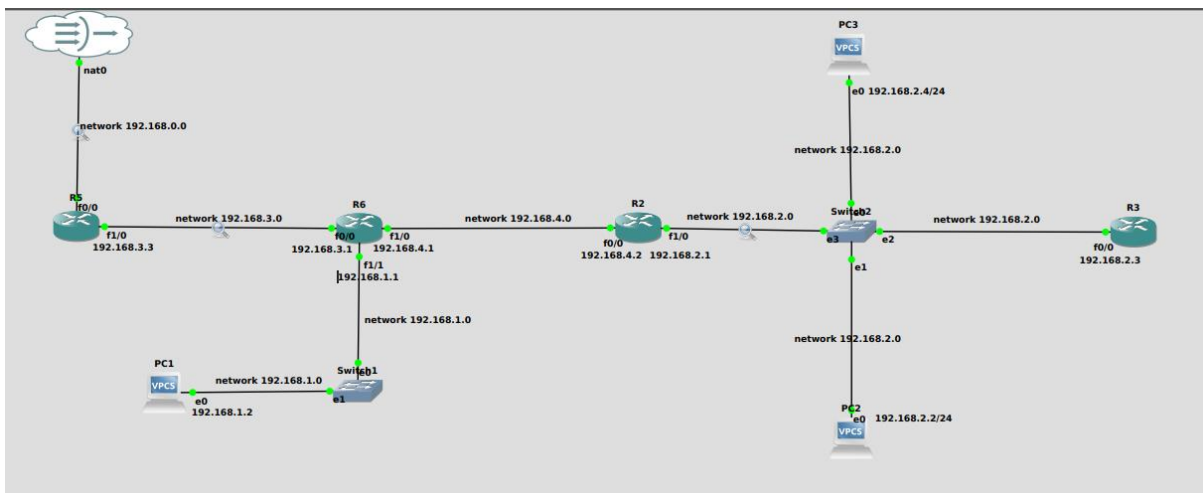 PC3
VPCS
nat0
e0 192.168.2.4/24
network 192.168.0.0
network 192.168.2.0
R5
f0/0
R6
R2
Switch2
e0
R3
network 192.168.3.0
network 192.168.4.0
network 192.168.2.0
network 192.168.2.0
f1/0
192.168.3.3
f0/0
192.168.3.1
f1/0
192.168.4.1
f0/0
192.168.4.2
f1/0
192.168.2.1
e3
e2
f0/0
192.168.2.3
f1/1
192.168.1.1
e1
network 192.168.1.0
network 192.168.2.0
PC1
VPCS
network 192.168.1.0
Switch1
e0
e0
192.168.1.2
e1
PC2
e0
192.168.2.2/24
VPCS